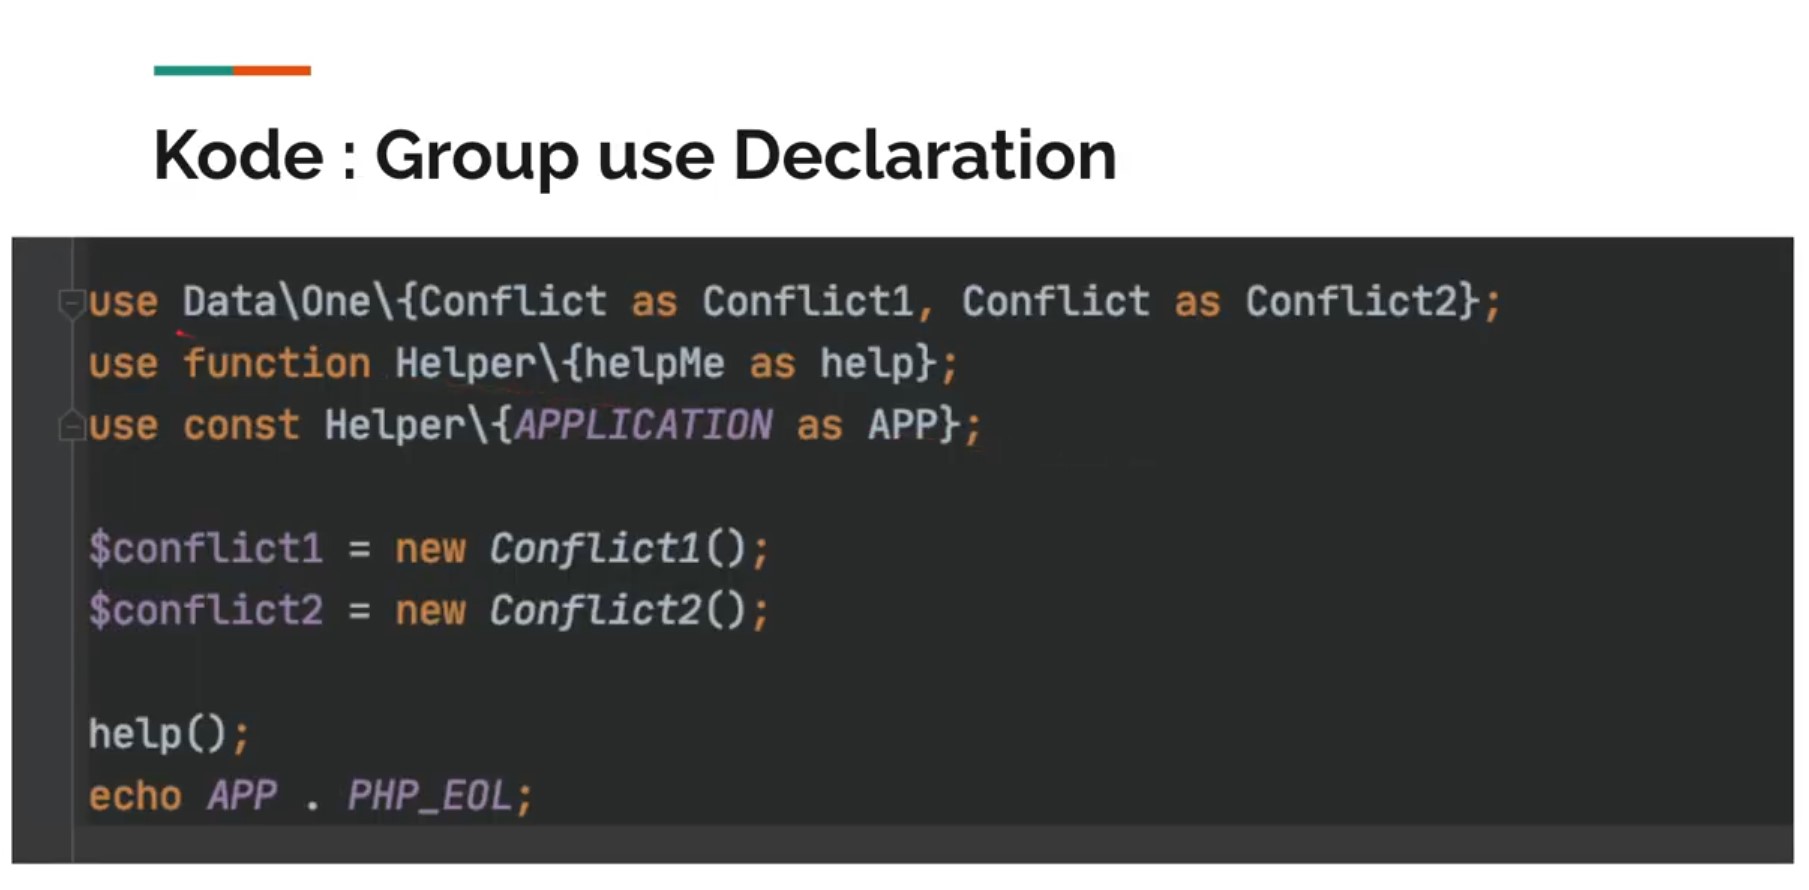 Kode : Group use Declaration
use Data\One\{Conflict as Conflict1, Conflict as Conflict2};
use function Helper\{helpMe as help};
use const Helper\{APPLICATION as APP};
$conflict1 = new Conflict1();
$conflict2 = new Conflict2();
help();
echo APP . PHP_EOL;